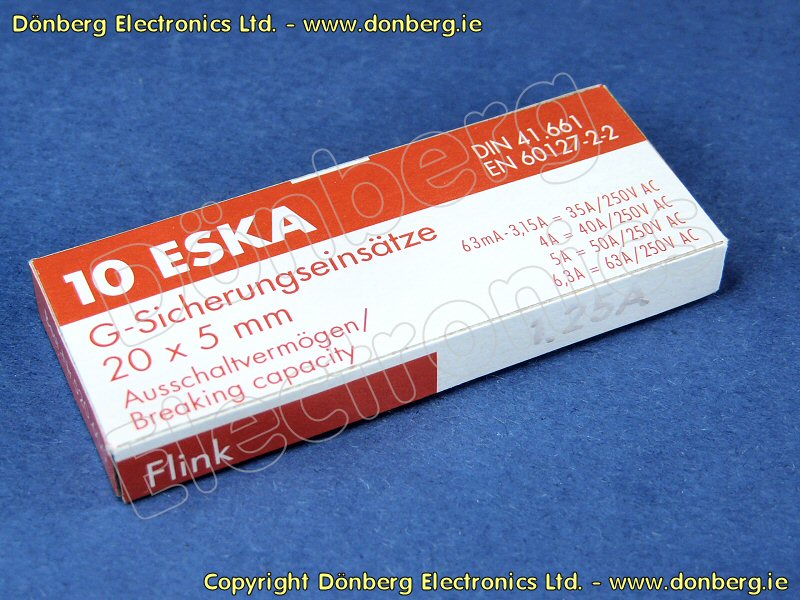 Dönberg Electronics Ltd. - www.donberg.ie
10 ESKA
DIN 41.661
EN 60127-2-2
G-Sicherungseinsätze
20 x 5 mm
Ausschaltvermögen/
Breaking capacity
63mA-3,15A = 35A/250V AC
4A = 40A/250V AC
5A = 50A/250V AC
6,3A = 63A/250V AC
Flink
1.25A
Dönberg
Electronics
Copyright Dönberg Electronics Ltd. - www.donberg.ie